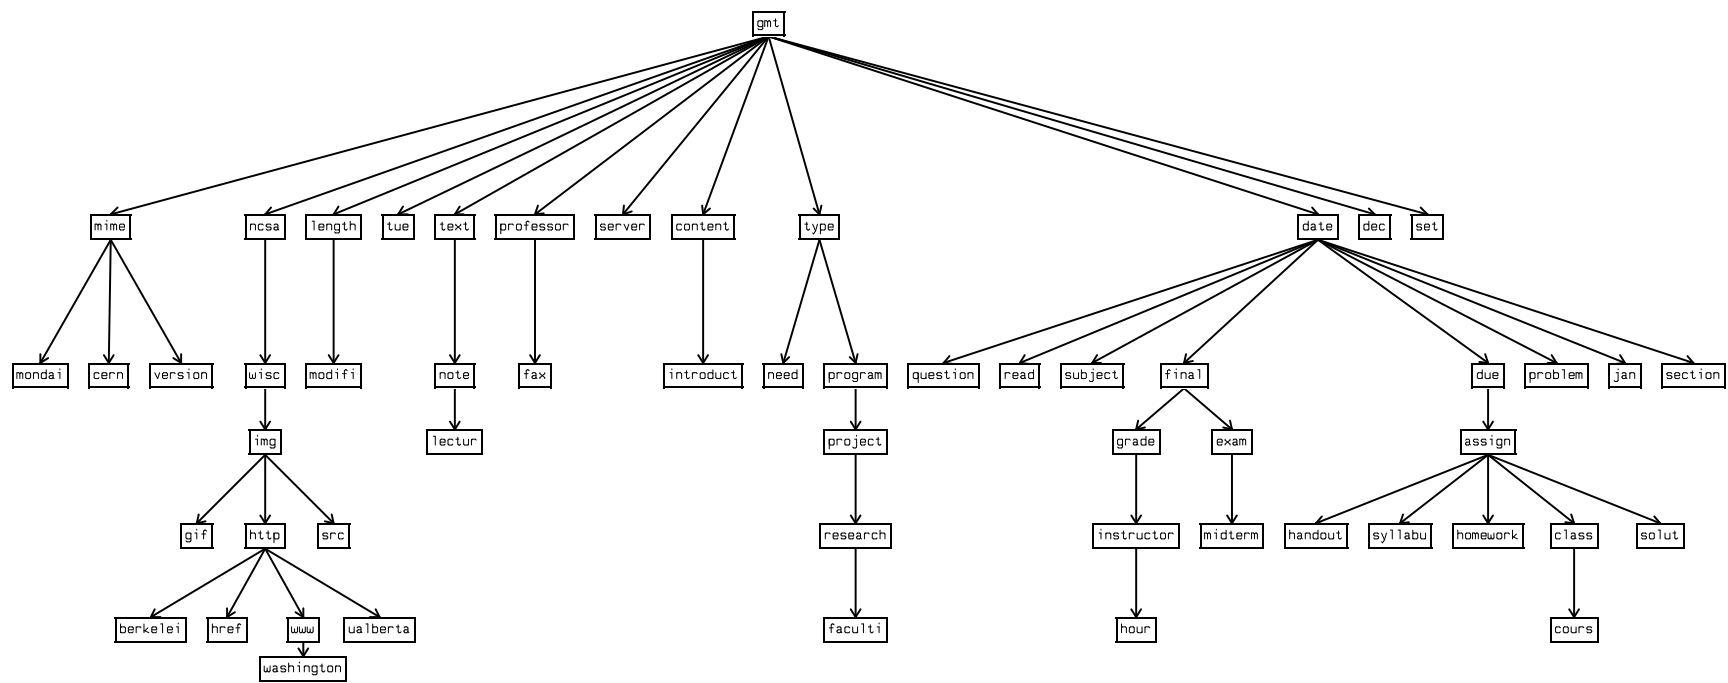 gmt
mime ncsa length tue text professor server content type date dec set
mondai cern version wisc modifi note fax introduct need program question read subject final due problem jan section
img lectur project grade exam assign
gif http src research instructor midterm handout syllabu homework class solut
berkelei href www ualberta faculti hour cours
washington